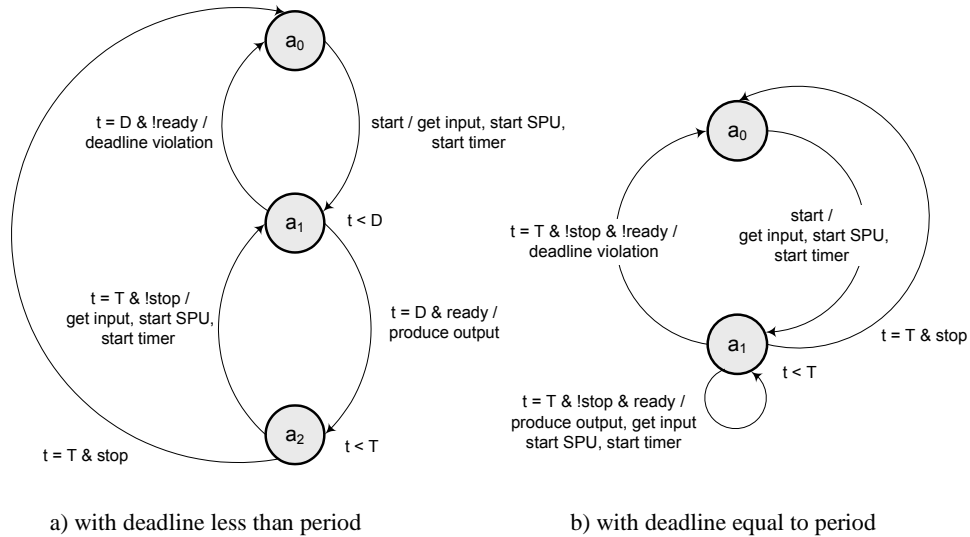 a0
t = D & !ready /
deadline violation
start / get input, start SPU,
start timer
a1
t < D
t = T & !stop /
get input, start SPU,
start timer
t = D & ready /
produce output
a2
t < T
t = T & stop
a) with deadline less than period
a0
t = T & !stop & !ready /
deadline violation
start /
get input, start SPU,
start timer
a1
t < T
t = T & stop
t = T & !stop & ready /
produce output, get input
start SPU, start timer
b) with deadline equal to period